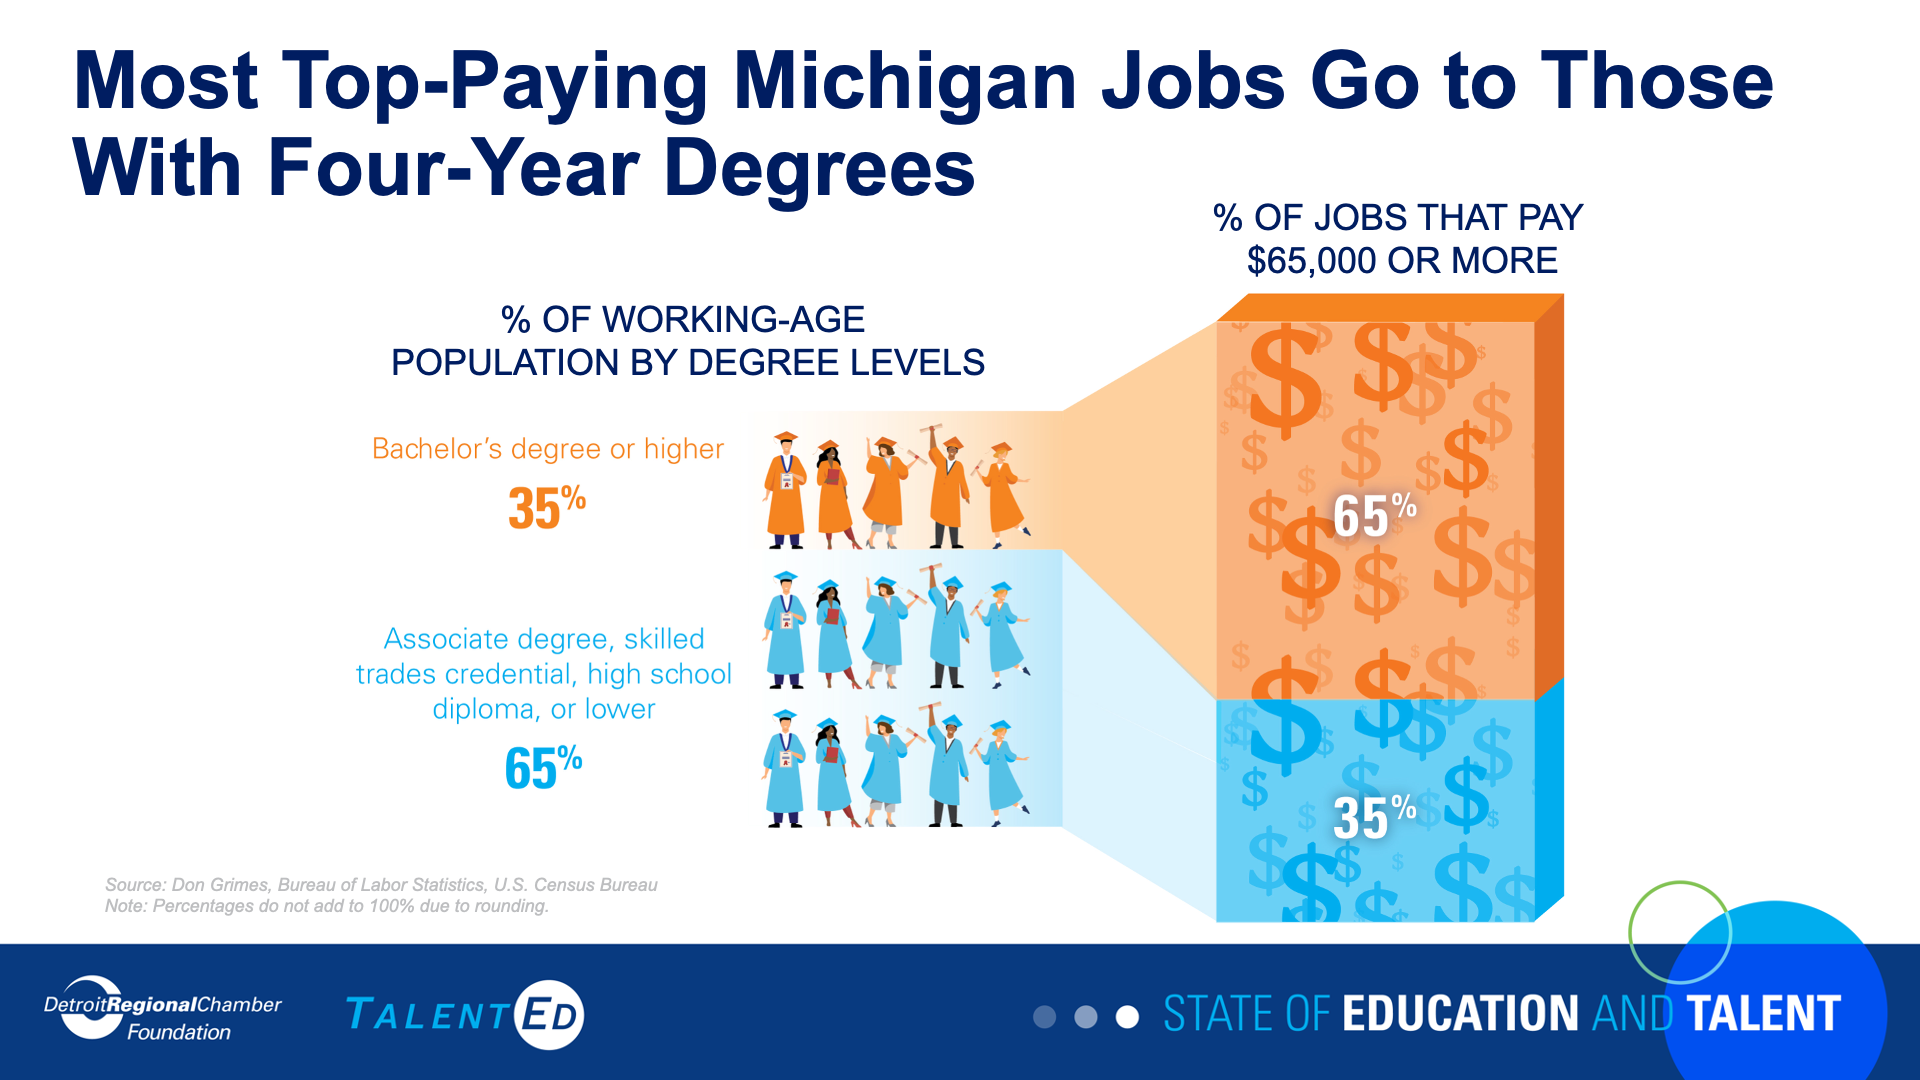 Most Top-Paying Michigan Jobs Go to Those
With Four-Year Degrees
% OF JOBS THAT PAY
$65,000 OR MORE
% OF WORKING-AGE
POPULATION BY DEGREE LEVELS
Bachelor's degree or higher
35%
65%
Associate degree, skilled
trades credential, high school
diploma, or lower
65%
35%
Source: Don Grimes, Bureau of Labor Statistics, U.S. Census Bureau
Note: Percentages do not add to 100% due to rounding.
DetroitRegionalChamber
Foundation
TALENTED
STATE OF EDUCATION AND TALENT